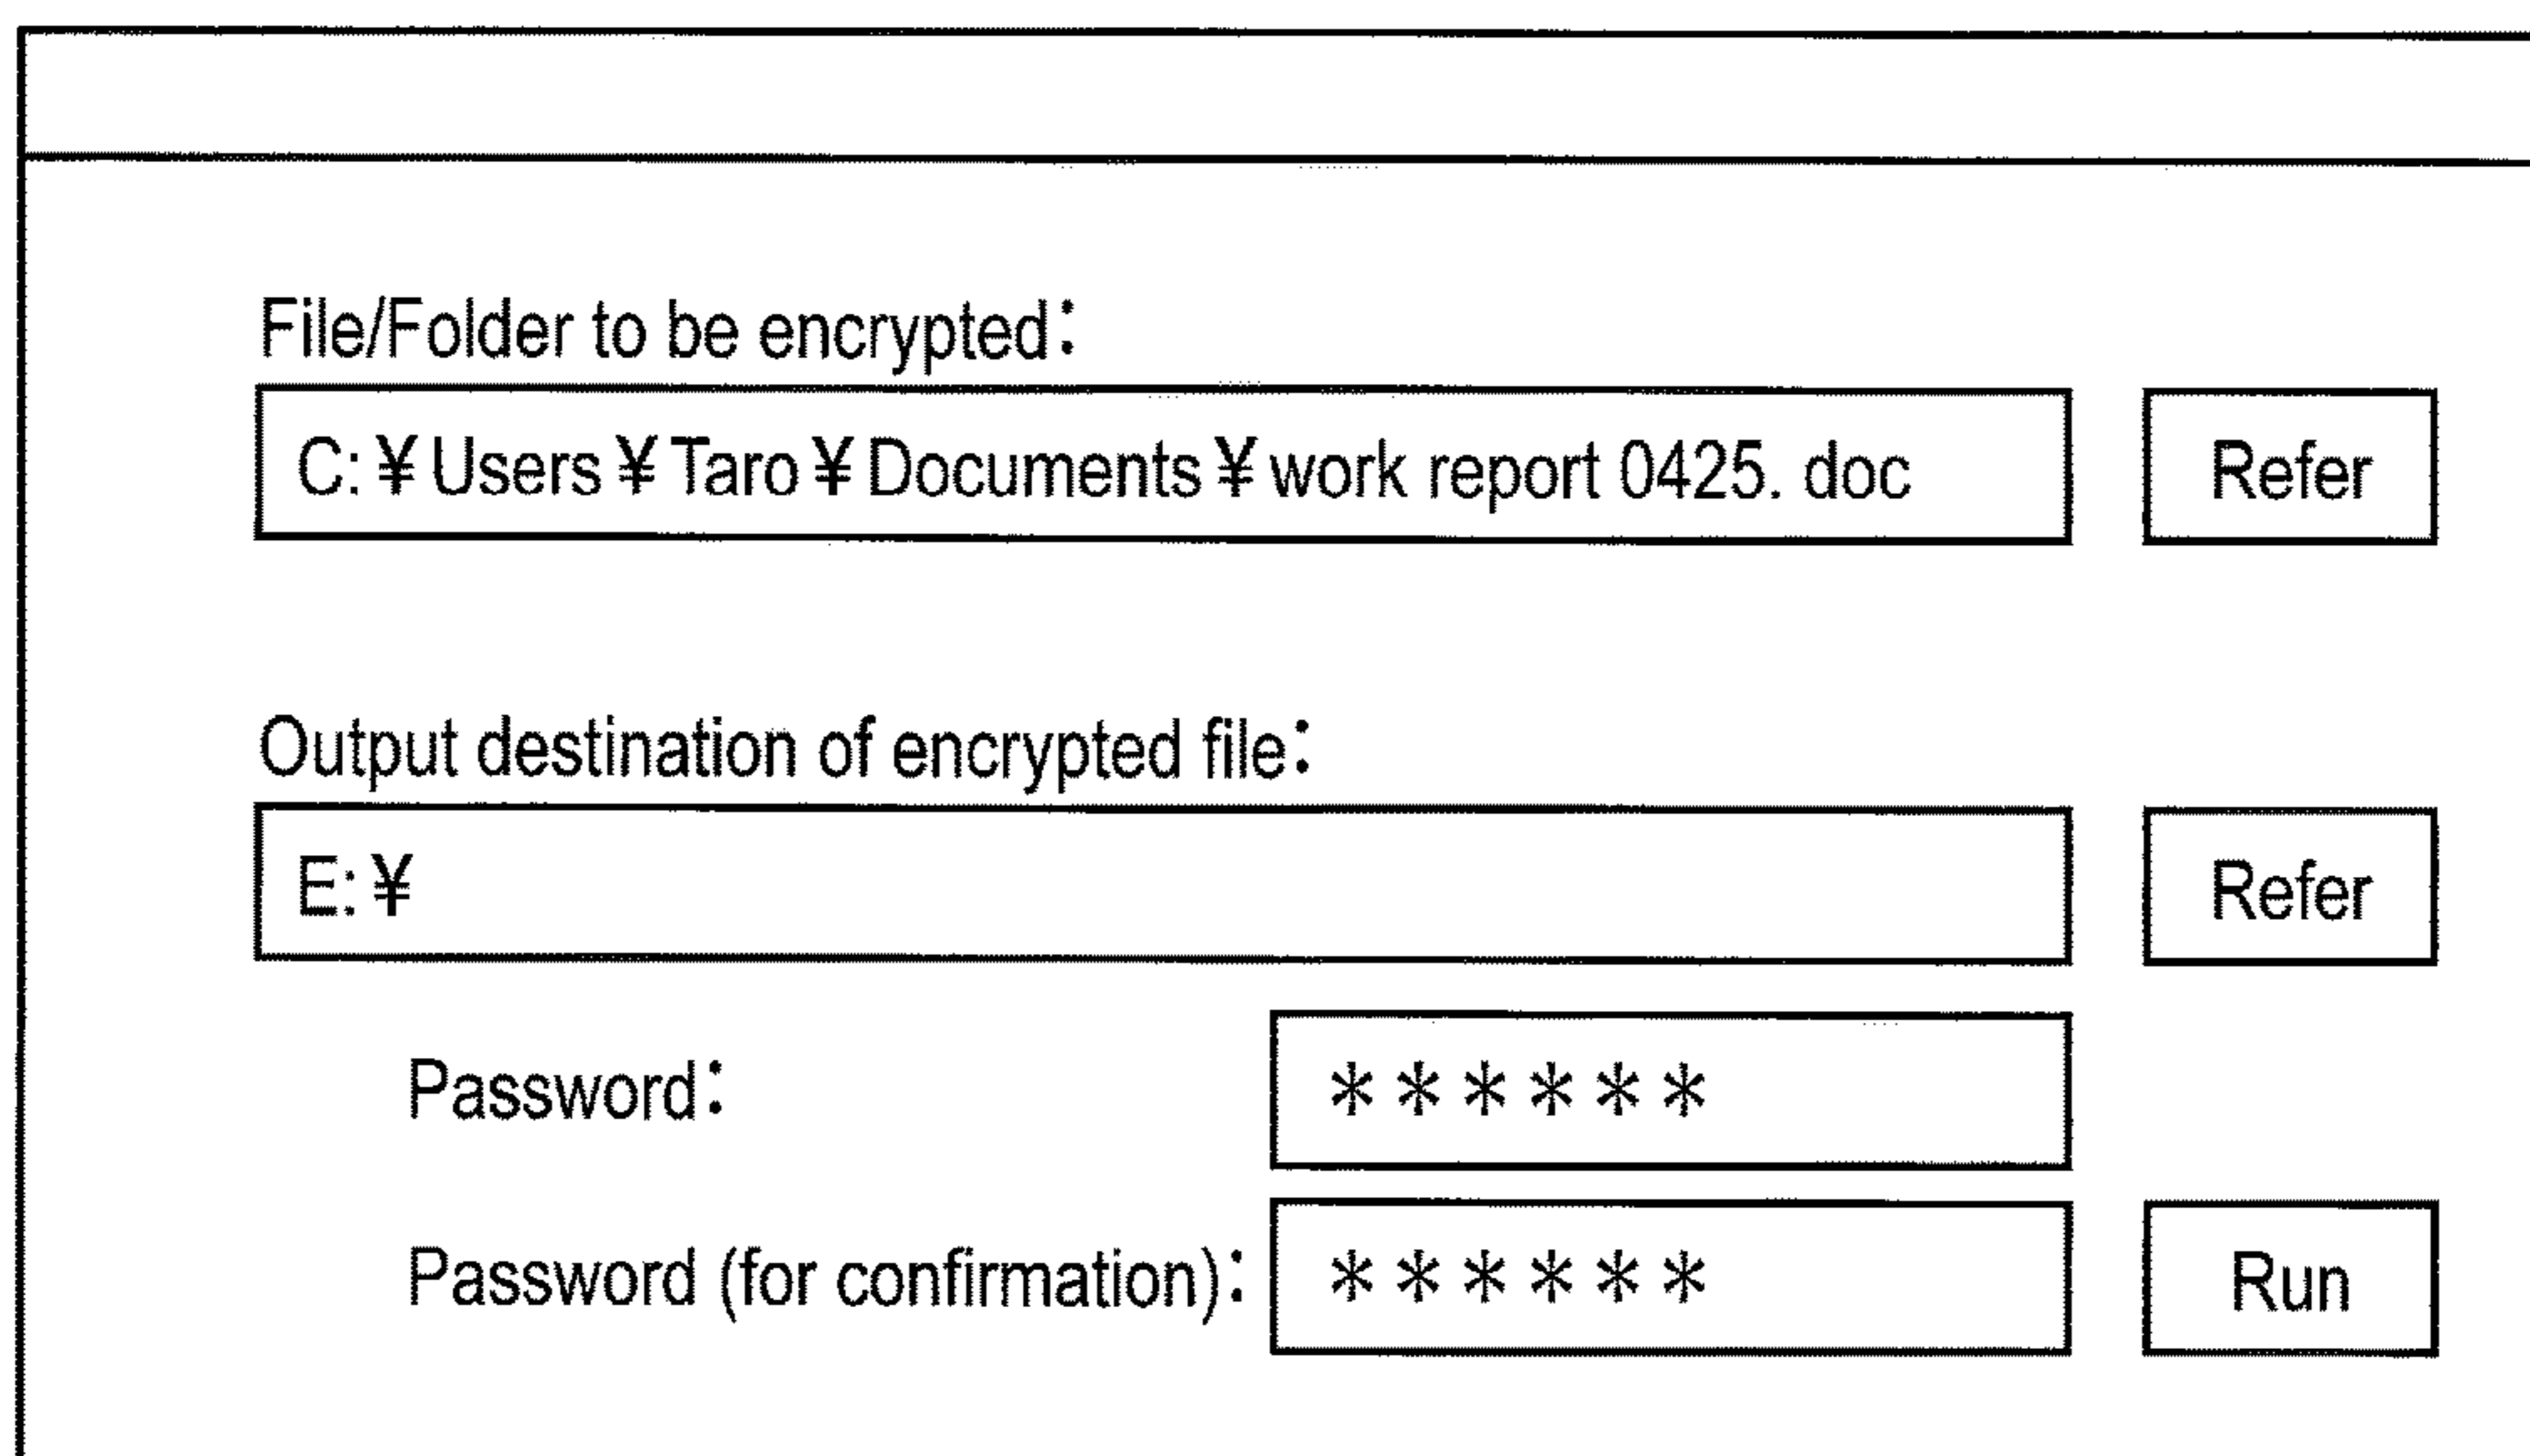 File/Folder to be encrypted:
C:¥Users¥Taro¥Documents¥work report 0425. doc Refer
Output destination of encrypted file:
E:¥ Refer
Password: ******
Password (for confirmation): ****** Run